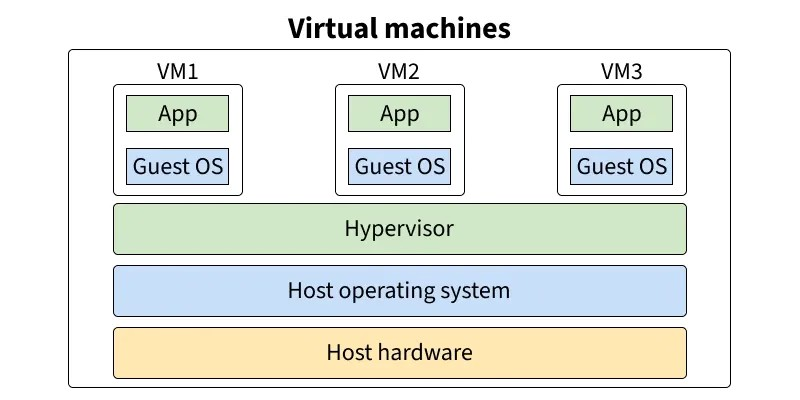 Virtual machines
VM1 VM2 VM3
App App App
Guest OS Guest OS Guest OS
Hypervisor
Host operating system
Host hardware